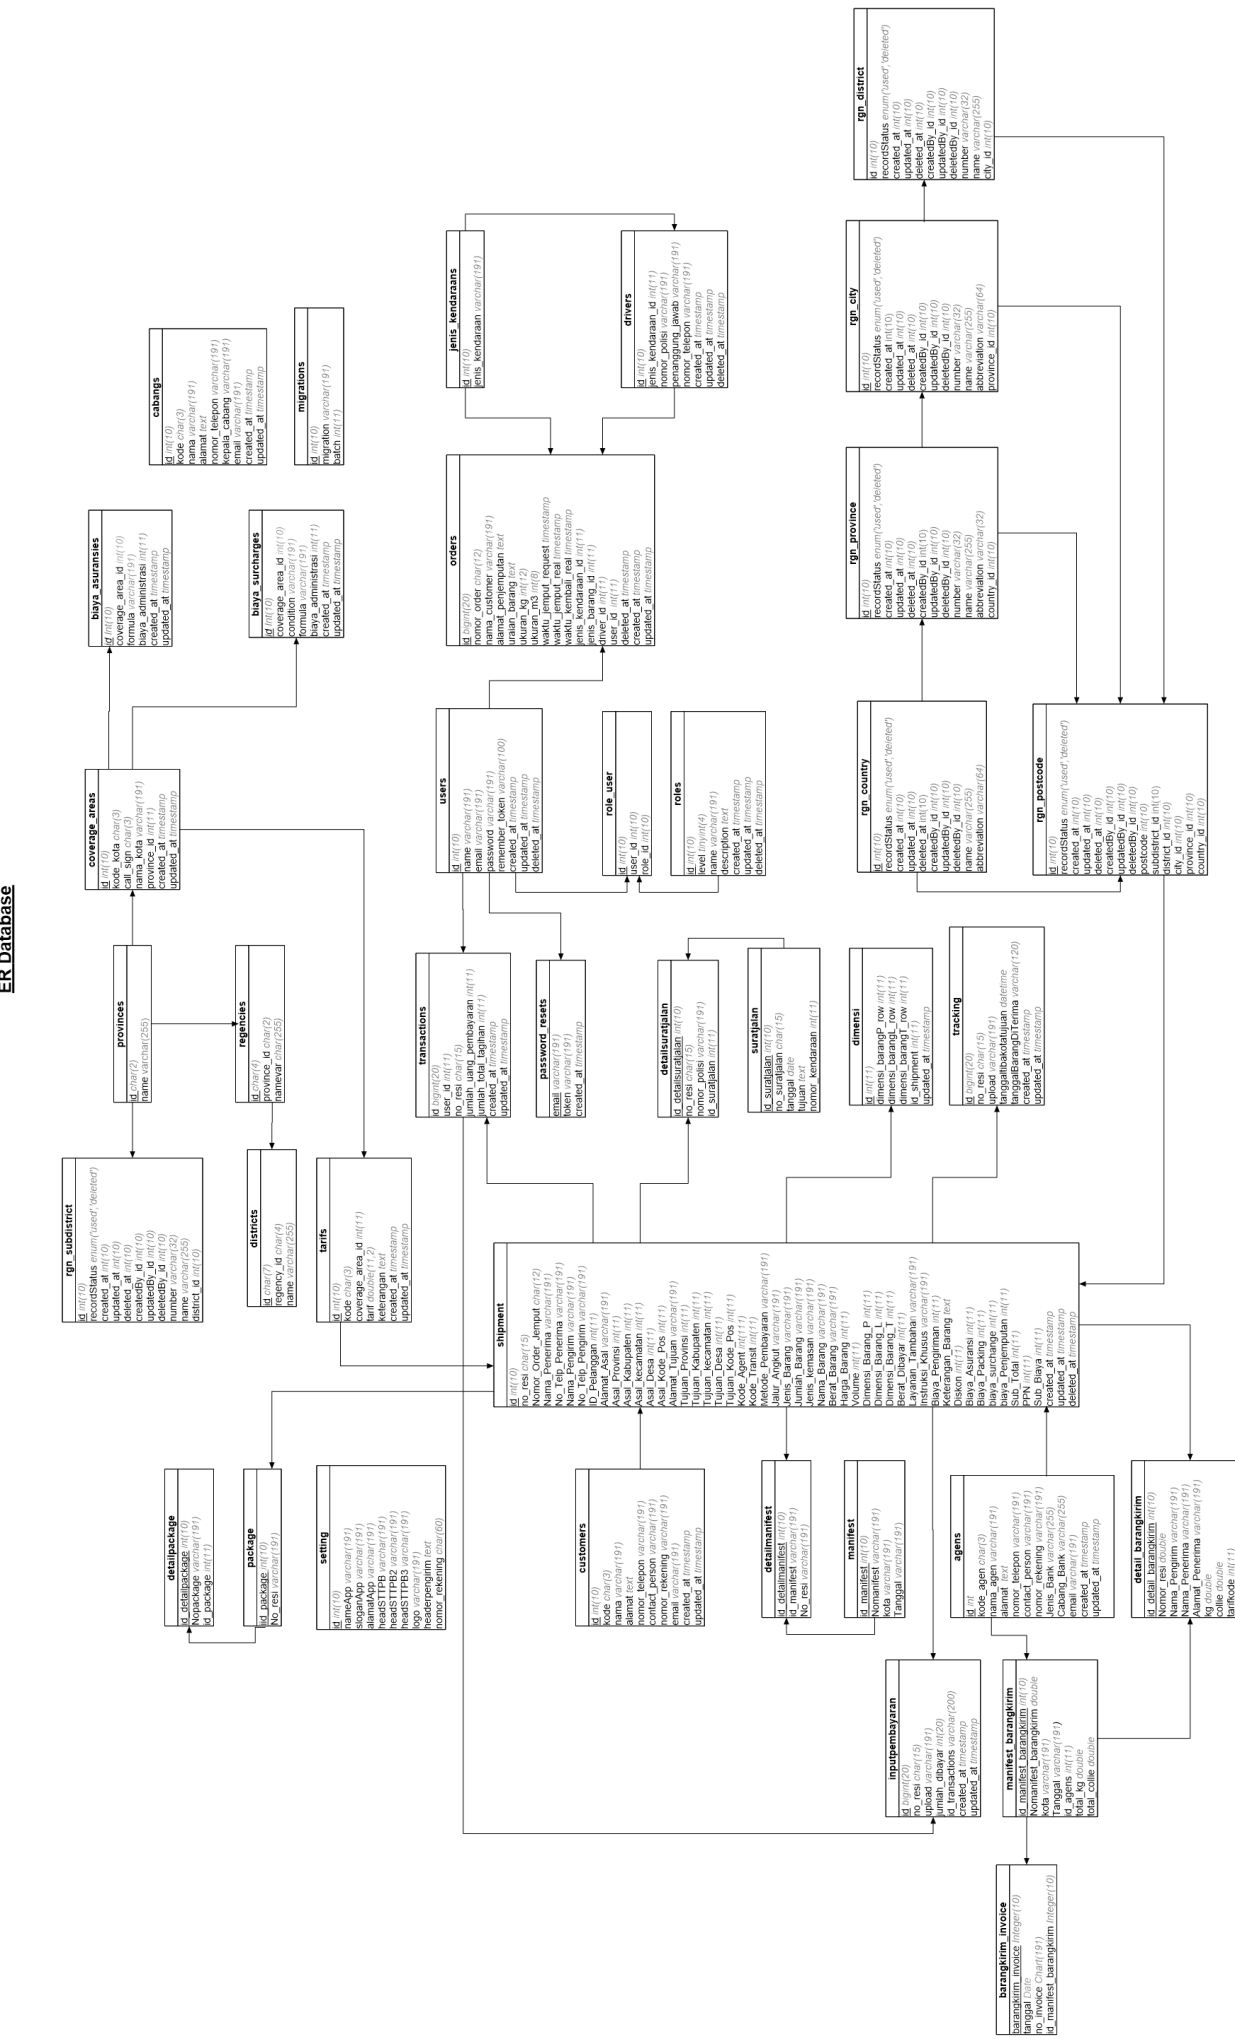 ER Database
rgn_subdistrict
id int(10)
recordStatus enum('used','deleted')
created_at int(10)
updated_at int(10)
deleted_at int(10)
createdBy_id int(10)
updatedBy_id int(10)
deletedBy_id int(10)
number varchar(32)
name varchar(255)
district_id int(10)
provinces
id char(2)
name varchar(255)
coverage_areas
id int(10)
kode_kota char(3)
call_sign char(3)
nama_kota varchar(191)
province_id int(11)
created_at timestamp
updated_at timestamp
biaya_asuransies
id int(10)
coverage_area_id int(10)
formula varchar(191)
biaya_administrasi int(11)
created_at timestamp
updated_at timestamp
cabangs
id int(10)
kode char(3)
nama varchar(191)
alamat text
nomor_telepon varchar(191)
kepala_cabang varchar(191)
email varchar(191)
created_at timestamp
updated_at timestamp
detailpackage
id_detailpackage int(10)
Nopackage varchar(191)
id_package int(11)
package
id_package int(10)
No_resi varchar(191)
districts
id char(7)
regency_id char(4)
name varchar(255)
regencies
id char(4)
province_id char(2)
namervar char(255)
biaya_surcharges
id int(10)
coverage_area_id int(10)
condition varchar(191)
formula varchar(191)
biaya_administrasi int(11)
created_at timestamp
updated_at timestamp
migrations
id int(10)
migration varchar(191)
batch int(11)
setting
id int(10)
nameApp varchar(191)
sloganApp varchar(191)
alamatApp varchar(191)
headSTTPB varchar(191)
headSTTPB2 varchar(191)
headSTTPB3 varchar(191)
logo varchar(191)
headerpengirim text
nomor_rekening char(60)
tarifs
id int(10)
kode char(3)
coverage_area_id int(11)
tarif double(11,2)
keterangan text
created_at timestamp
updated_at timestamp
transactions
id bigint(20)
user_id int(11)
no_resi char(15)
jumlah_uang_pembayaran int(11)
jumlah_total_tagihan int(11)
created_at timestamp
updated_at timestamp
users
id int(10)
name varchar(191)
email varchar(191)
password varchar(191)
remember_token varchar(100)
created_at timestamp
updated_at timestamp
deleted_at timestamp
orders
id bigint(20)
nomor_order char(12)
nama_customer varchar(191)
alamat_penjemputan text
uraian_barang text
ukuran_kg int(12)
ukuran_m3 int(8)
waktu_jemput_request timestamp
waktu_jemput_real timestamp
waktu_kembali_real timestamp
jenis_kendaraan_id int(11)
jenis_barang_id int(11)
driver_id int(11)
user_id int(11)
deleted_at timestamp
created_at timestamp
updated_at timestamp
jenis_kendaraans
id int(10)
jenis_kendaraan varchar(191)
shipment
id int(10)
no_resi char(15)
Nomor_Order_Jemput char(12)
Nama_Penerima varchar(191)
No_Telp_Penerima varchar(191)
Nama_Pengirim varchar(191)
No_Telp_Pengirim varchar(191)
ID_Pelanggan int(11)
Alamat_Asal varchar(191)
Asal_Provinsi int(11)
Asal_Kabupaten int(11)
Asal_kecamatan int(11)
Asal_Desa int(11)
Asal_Kode_Pos int(11)
Alamat_Tujuan varchar(191)
Tujuan_Provinsi int(11)
Tujuan_Kabupaten int(11)
Tujuan_kecamatan int(11)
Tujuan_Desa int(11)
Tujuan_Kode_Pos int(11)
Kode_Agent int(111)
Kode_Transit int(11)
Metode_Pembayaran varchar(191)
Jalur_Angkut varchar(191)
Jenis_Barang varchar(191)
Jumlah_Barang varchar(191)
Jenis_kemasan varchar(191)
Nama_Barang varchar(191)
Berat_Barang varchar(191)
Harga_Barang int(11)
Volume int(11)
Dimensi_Barang_P int(11)
Dimensi_Barang_L int(11)
Dimensi_Barang_T int(11)
Berat_Dibayar int(11)
Layanan_Tambahan varchar(191)
Instruksi_Khusus varchar(191)
Biaya_Pengiriman int(11)
Keterangan_Barang text
Diskon int(11)
Biaya_Asuransi int(11)
Biaya_Packing int(11)
biaya_surchange int(11)
biaya_Penjemputan int(11)
Sub_Total int(11)
PPN int(11)
Sub_Biaya int(11)
created_at timestamp
updated_at timestamp
deleted_at timestamp
password_resets
email varchar(191)
token varchar(191)
created_at timestamp
customers
id int(10)
kode char(3)
nama varchar(191)
alamat text
nomor_telepon varchar(191)
contact_person varchar(191)
nomor_rekening varchar(191)
email varchar(191)
created_at timestamp
updated_at timestamp
role_user
id int(10)
user_id int(10)
role_id int(10)
drivers
id int(10)
jenis_kendaraan_id int(11)
nomor_polisi varchar(191)
penanggung_jawab varchar(191)
nomor_telepon varchar(191)
created_at timestamp
updated_at timestamp
deleted_at timestamp
detailsuratjalan
id_detailsuratjalan int(10)
no_resi char(15)
nomor_polisi varchar(191)
id_suratjalan int(11)
roles
id int(10)
level tinyint(4)
name varchar(191)
description text
created_at timestamp
updated_at timestamp
deleted_at timestamp
suratjalan
id_suratjalan int(10)
no_suratjalan char(15)
tanggal date
tujuan text
nomor_kendaraan int(11)
detailmanifest
id_detailmanifest int(10)
id_manifest varchar(191)
No_resi varchar(191)
manifest
id_manifest int(10)
Nomanifest varchar(191)
kota varchar(191)
Tanggal varchar(191)
dimensi
id int(11)
dimensi_barangP_row int(11)
dimensi_barangL_row int(11)
dimensi_barangT_row int(11)
id_shipment int(11)
updated_at timestamp
rgn_country
id int(10)
recordStatus enum('used','deleted')
created_at int(10)
updated_at int(10)
deleted_at int(10)
createdBy_id int(10)
updatedBy_id int(10)
deletedBy_id int(10)
name varchar(255)
abbreviation varchar(64)
rgn_province
id int(10)
recordStatus enum('used','deleted')
created_at int(10)
updated_at int(10)
deleted_at int(10)
createdBy_id int(10)
updatedBy_id int(10)
deletedBy_id int(10)
number varchar(32)
name varchar(255)
abbreviation varchar(32)
country_id int(10)
rgn_city
id int(10)
recordStatus enum('used','deleted')
created_at int(10)
updated_at int(10)
deleted_at int(10)
createdBy_id int(10)
updatedBy_id int(10)
deletedBy_id int(10)
number varchar(32)
name varchar(255)
abbreviation varchar(64)
province_id int(10)
rgn_district
id int(10)
recordStatus enum('used','deleted')
created_at int(10)
updated_at int(10)
deleted_at int(10)
createdBy_id int(10)
updatedBy_id int(10)
deletedBy_id int(10)
number varchar(32)
name varchar(255)
city_id int(10)
inputpembayaran
id bigint(20)
no_resi char(15)
upload varchar(191)
jumlah_dibayar int(20)
id_transactions varchar(200)
created_at timestamp
updated_at timestamp
agens
id int
kode_agen char(3)
nama_agen varchar(191)
alamat text
nomor_telepon varchar(191)
contact_person varchar(191)
nomor_rekening varchar(191)
Jenis_Bank varchar(255)
Cabang_Bank varchar(255)
email varchar(191)
created_at timestamp
updated_at timestamp
tracking
id bigint(20)
no_resi char(15)
upload varchar(191)
tanggaltibakotatujuan datetime
tanggalBarangDiTerima varchar(120)
created_at timestamp
updated_at timestamp
barangkirim_invoice
barangkirim_invoice Integer(10)
tanggal Date
no_invoice Chart(191)
id_manifest_barangkirim Integer(10)
manifest_barangkirim
id_manifest_barangkirim int(10)
Nomanifest_barangkirim double
kota varchar(191)
Tanggal varchar(191)
id_agens int(11)
total_kg double
total_collie double
rgn_postcode
id int(10)
recordStatus enum('used','deleted')
created_at int(10)
updated_at int(10)
deleted_at int(10)
createdBy_id int(10)
updatedBy_id int(10)
deletedBy_id int(10)
postcode int(10)
subdistrict_id int(10)
district_id int(10)
city_id int(10)
province_id int(10)
country_id int(10)
detail_barangkirim
id_detail_barangkirim int(10)
Nomor_resi double
Nama_Pengirim varchar(191)
Nama_Penerima varchar(191)
Alamat_Penerima varchar(191)
kg double
collie double
tarifkode int(11)